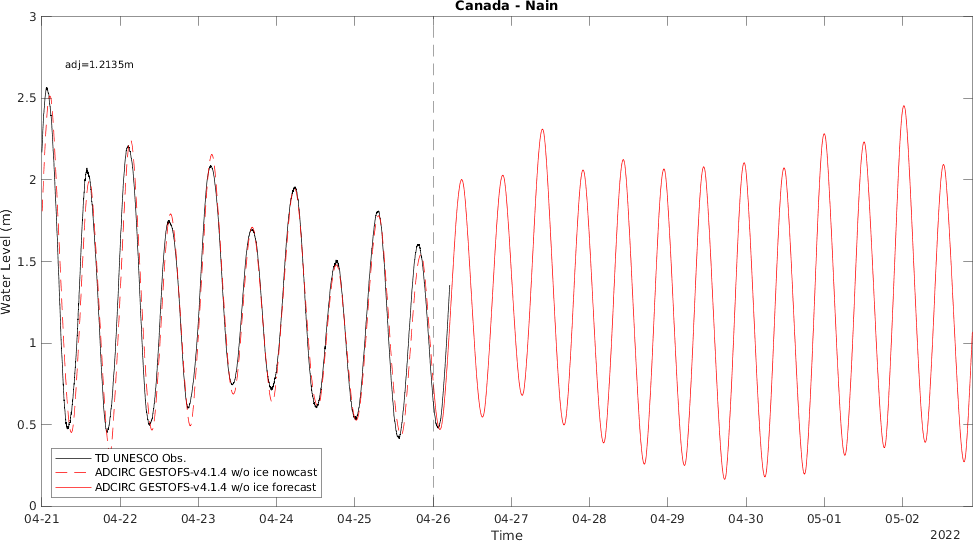 Canada - Nain
adj=1.2135m
3
2.5
2
1.5
1
0.5
0
Water Level (m)
TD UNESCO Obs.
ADCIRC GESTOFS-v4.1.4 w/o ice nowcast
ADCIRC GESTOFS-v4.1.4 w/o ice forecast
04-21 04-22 04-23 04-24 04-25 04-26 04-27 04-28 04-29 04-30 05-01 05-02
Time
2022